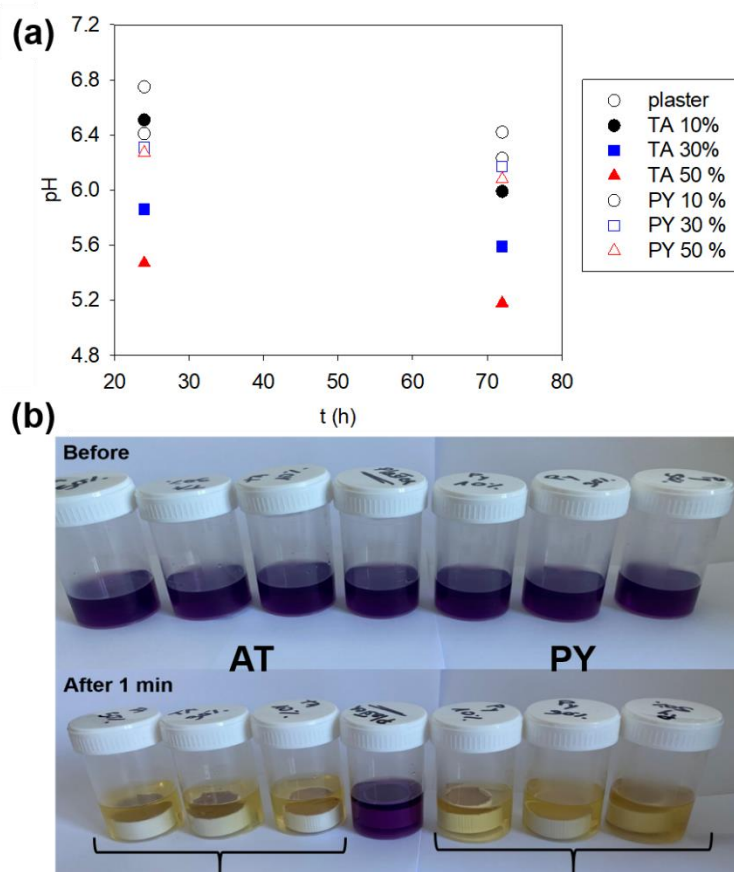 (a)
7.2
6.8
6.4
6.0
5.6
5.2
4.8
pH
20 30 40 50 60 70 80
t (h)
plaster
TA 10%
TA 30%
TA 50 %
PY 10 %
PY 30 %
PY 50 %
(b)
Before
AT PY
After 1 min